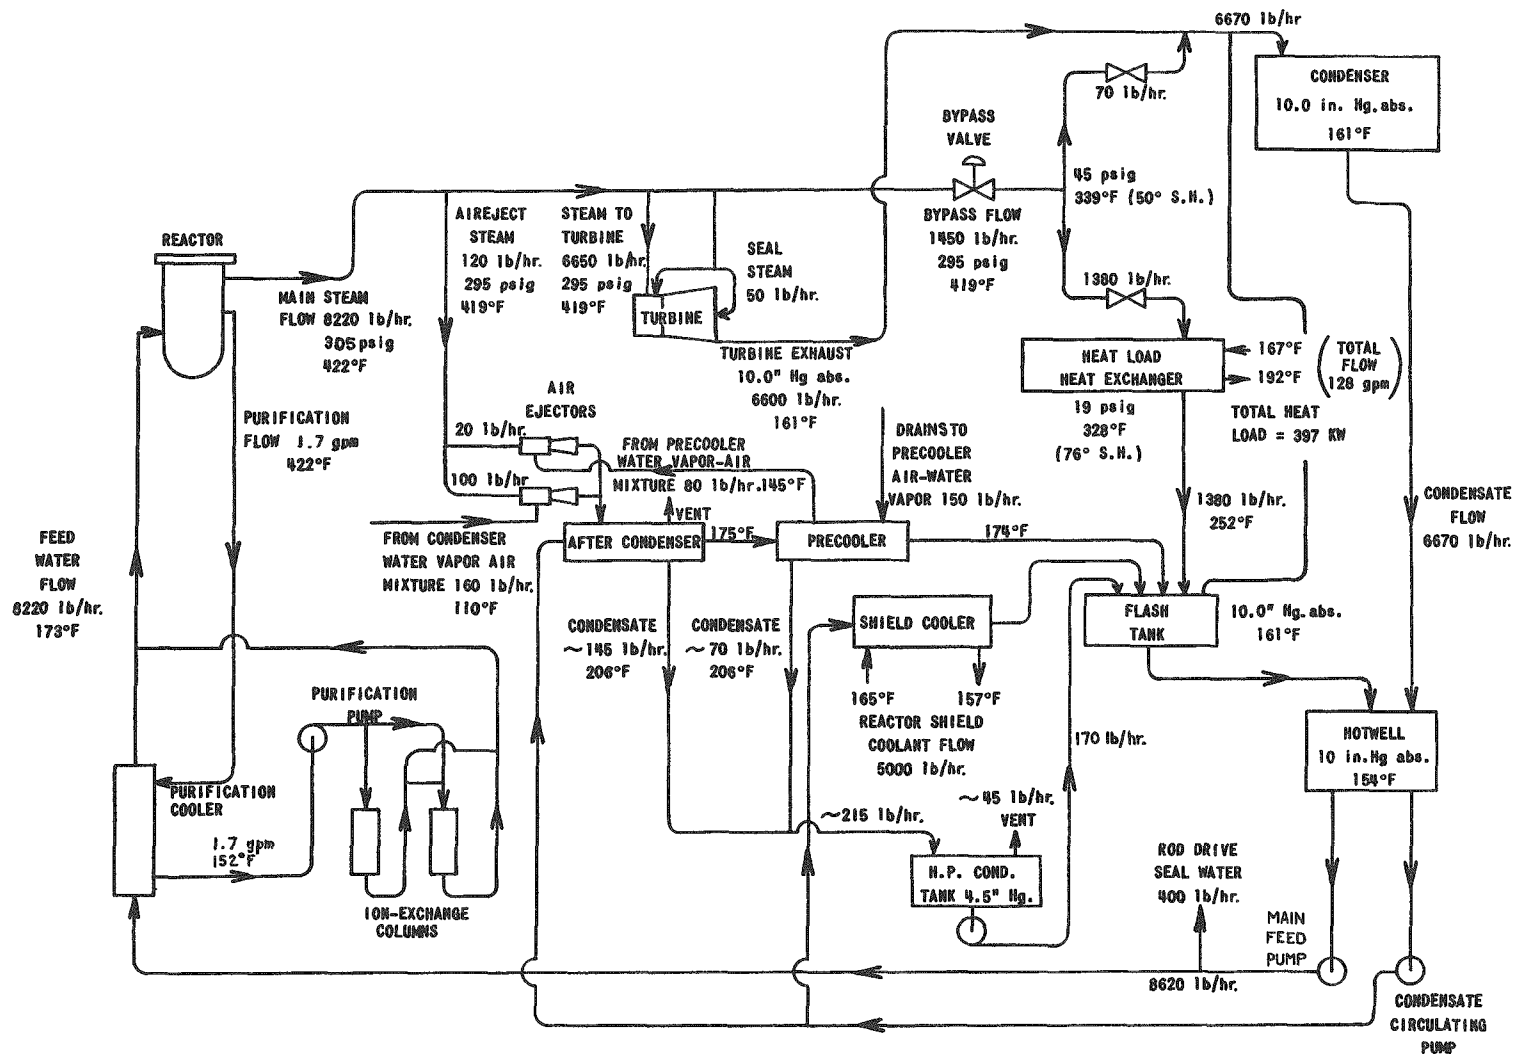 6670 lb/hr
CONDENSER
10.0 in. Hg.abs.
161°F
70 lb/hr.
BYPASS
VALVE
45 psig
339°F (50° S.H.)
BYPASS FLOW
1450 lb/hr.
295 psig
419°F
1380 lb/hr.
REACTOR
MAIN STEAM
FLOW 8220 lb/hr.
305 psig
422°F
AIREJECT
STEAM
120 lb/hr.
295 psig
419°F
STEAM TO
TURBINE
6650 lb/hr.
295 psig
419°F
SEAL
STEAM
50 lb/hr.
TURBINE
TURBINE EXHAUST
10.0" Hg abs.
6600 lb/hr.
161°F
HEAT LOAD
HEAT EXCHANGER
167°F
192°F
TOTAL
FLOW
128 gpm
19 psig
328°F
(76° S.H.)
TOTAL HEAT
LOAD = 397 KW
PURIFICATION
FLOW 1.7 gpm
422°F
AIR
EJECTORS
20 lb/hr.
100 lb/hr
FROM PRECOOLER
WATER VAPOR-AIR
MIXTURE 80 lb/hr.145°F
VENT
DRAINS TO
PRECOOLER
AIR-WATER
VAPOR 150 lb/hr.
1380 lb/hr.
252°F
CONDENSATE
FLOW
6670 lb/hr.
FROM CONDENSER
WATER VAPOR AIR
MIXTURE 160 lb/hr.
110°F
AFTER CONDENSER
175°F
PRECOOLER
174°F
FEED
WATER
FLOW
8220 lb/hr.
173°F
CONDENSATE
~145 lb/hr.
206°F
CONDENSATE
~70 lb/hr.
206°F
SHIELD COOLER
165°F
157°F
REACTOR SHIELD
COOLANT FLOW
5000 lb/hr.
FLASH
TANK
10.0" Hg.abs.
161°F
170 lb/hr.
HOTWELL
10 in.Hg abs.
154°F
PURIFICATION
PUMP
PURIFICATION
COOLER
1.7 gpm
152°F
ION-EXCHANGE
COLUMNS
~215 lb/hr.
~45 lb/hr.
VENT
H.P. COND.
TANK 4.5" Hg.
ROD DRIVE
SEAL WATER
400 lb/hr.
MAIN
FEED
PUMP
8620 lb/hr.
CONDENSATE
CIRCULATING
PUMP